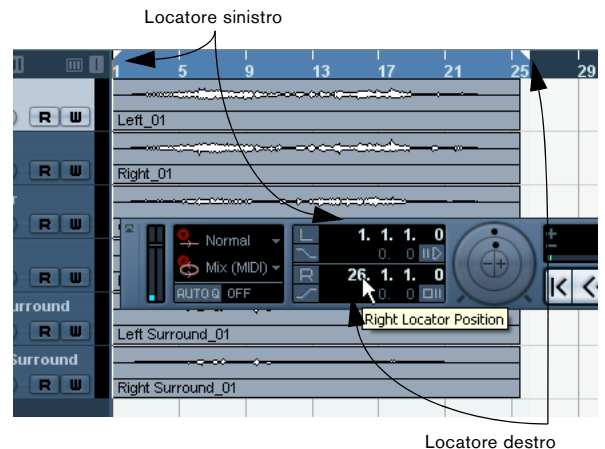 Locatore sinistro
1 5 9 13 17 21 25 29
R W
Left_01
R W
Right_01
R W
L 1. 1. 1. 0
Normal
0. 0
R W
Mix (MIDI)
R 26. 1. 1. 0
AUTO Q OFF
0. 0
Right Locator Position
urround
R W
Left Surround_01
Surround
R W
Right Surround_01
Locatore destro